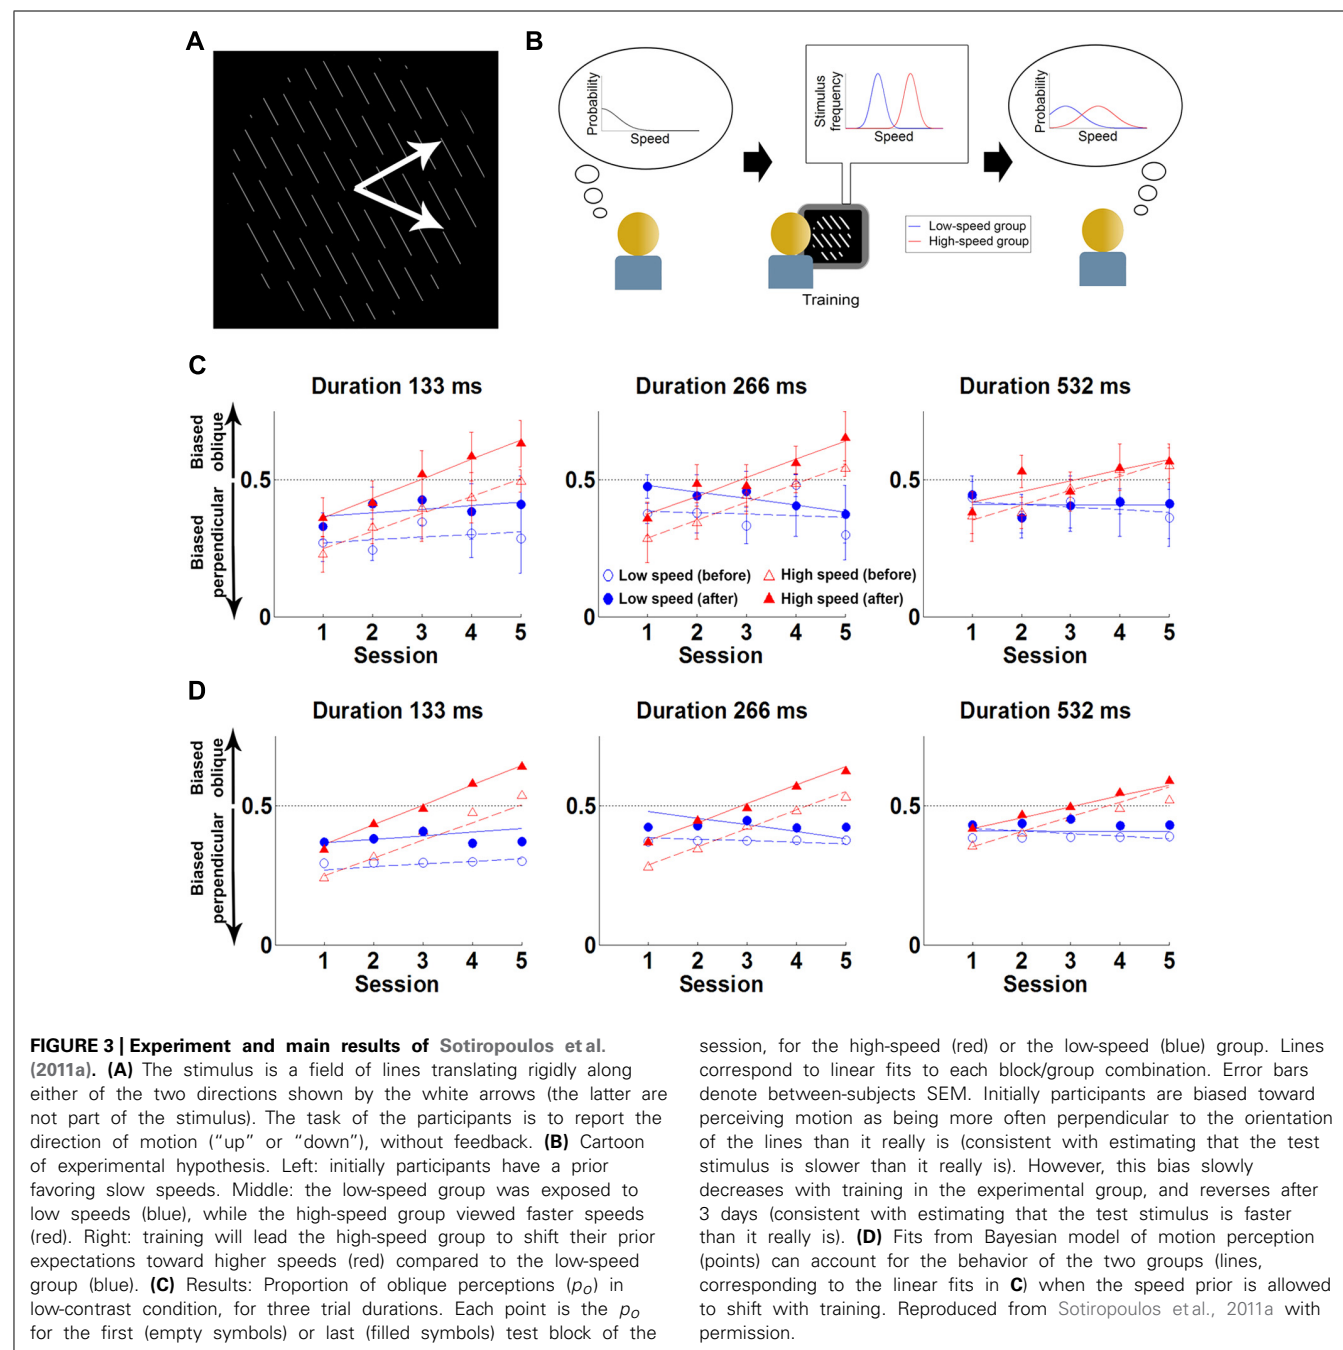 A
B
Probability
Speed
Stimulus
frequency
Speed
Probability
Speed
Low-speed group
High-speed group
Training
C
Biased
oblique
Biased
perpendicular
Duration 133 ms
0.5
0
1 2 3 4 5
Session
Duration 266 ms
0.5
0
Low speed (before)
High speed (before)
Low speed (after)
High speed (after)
1 2 3 4 5
Session
Duration 532 ms
0.5
0
1 2 3 4 5
Session
D
Biased
oblique
Biased
perpendicular
Duration 133 ms
0.5
0
1 2 3 4 5
Session
Duration 266 ms
0.5
0
1 2 3 4 5
Session
Duration 532 ms
0.5
0
1 2 3 4 5
Session
FIGURE 3 | Experiment and main results of Sotiropoulos et al.
(2011a). (A) The stimulus is a field of lines translating rigidly along
either of the two directions shown by the white arrows (the latter are
not part of the stimulus). The task of the participants is to report the
direction of motion (“up” or “down”), without feedback. (B) Cartoon
of experimental hypothesis. Left: initially participants have a prior
favoring slow speeds. Middle: the low-speed group was exposed to
low speeds (blue), while the high-speed group viewed faster speeds
(red). Right: training will lead the high-speed group to shift their prior
expectations toward higher speeds (red) compared to the low-speed
group (blue). (C) Results: Proportion of oblique perceptions (po) in
low-contrast condition, for three trial durations. Each point is the po
for the first (empty symbols) or last (filled symbols) test block of the
session, for the high-speed (red) or the low-speed (blue) group. Lines
correspond to linear fits to each block/group combination. Error bars
denote between-subjects SEM. Initially participants are biased toward
perceiving motion as being more often perpendicular to the orientation
of the lines than it really is (consistent with estimating that the test
stimulus is slower than it really is). However, this bias slowly
decreases with training in the experimental group, and reverses after
3 days (consistent with estimating that the test stimulus is faster
than it really is). (D) Fits from Bayesian model of motion perception
(points) can account for the behavior of the two groups (lines,
corresponding to the linear fits in C) when the speed prior is allowed
to shift with training. Reproduced from Sotiropoulos et al., 2011a with
permission.